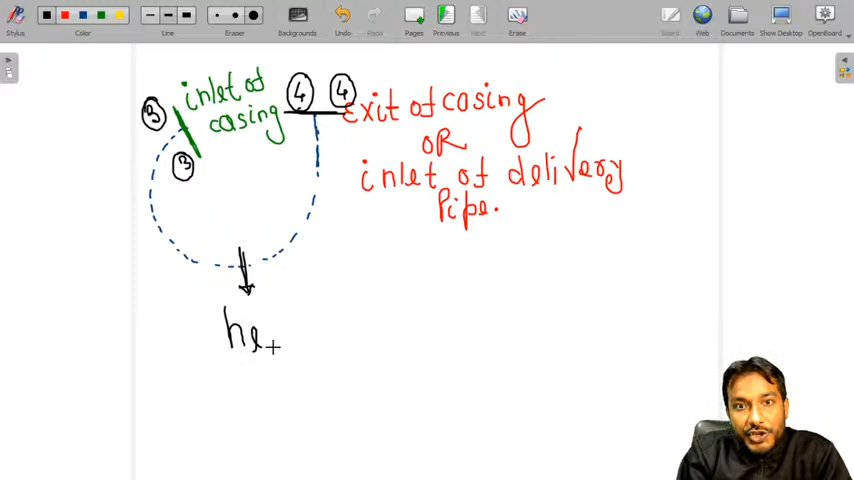 Stylus
Color
Line
Eraser
Backgrounds
Undo
Redo
Pages
Previous
Next
Erase
Board
Web
Documents
Show Desktop
OpenBoard
inlet of
casing
3
3
4 4
Exit of casing
OR
inlet of delivery
Pipe.
he